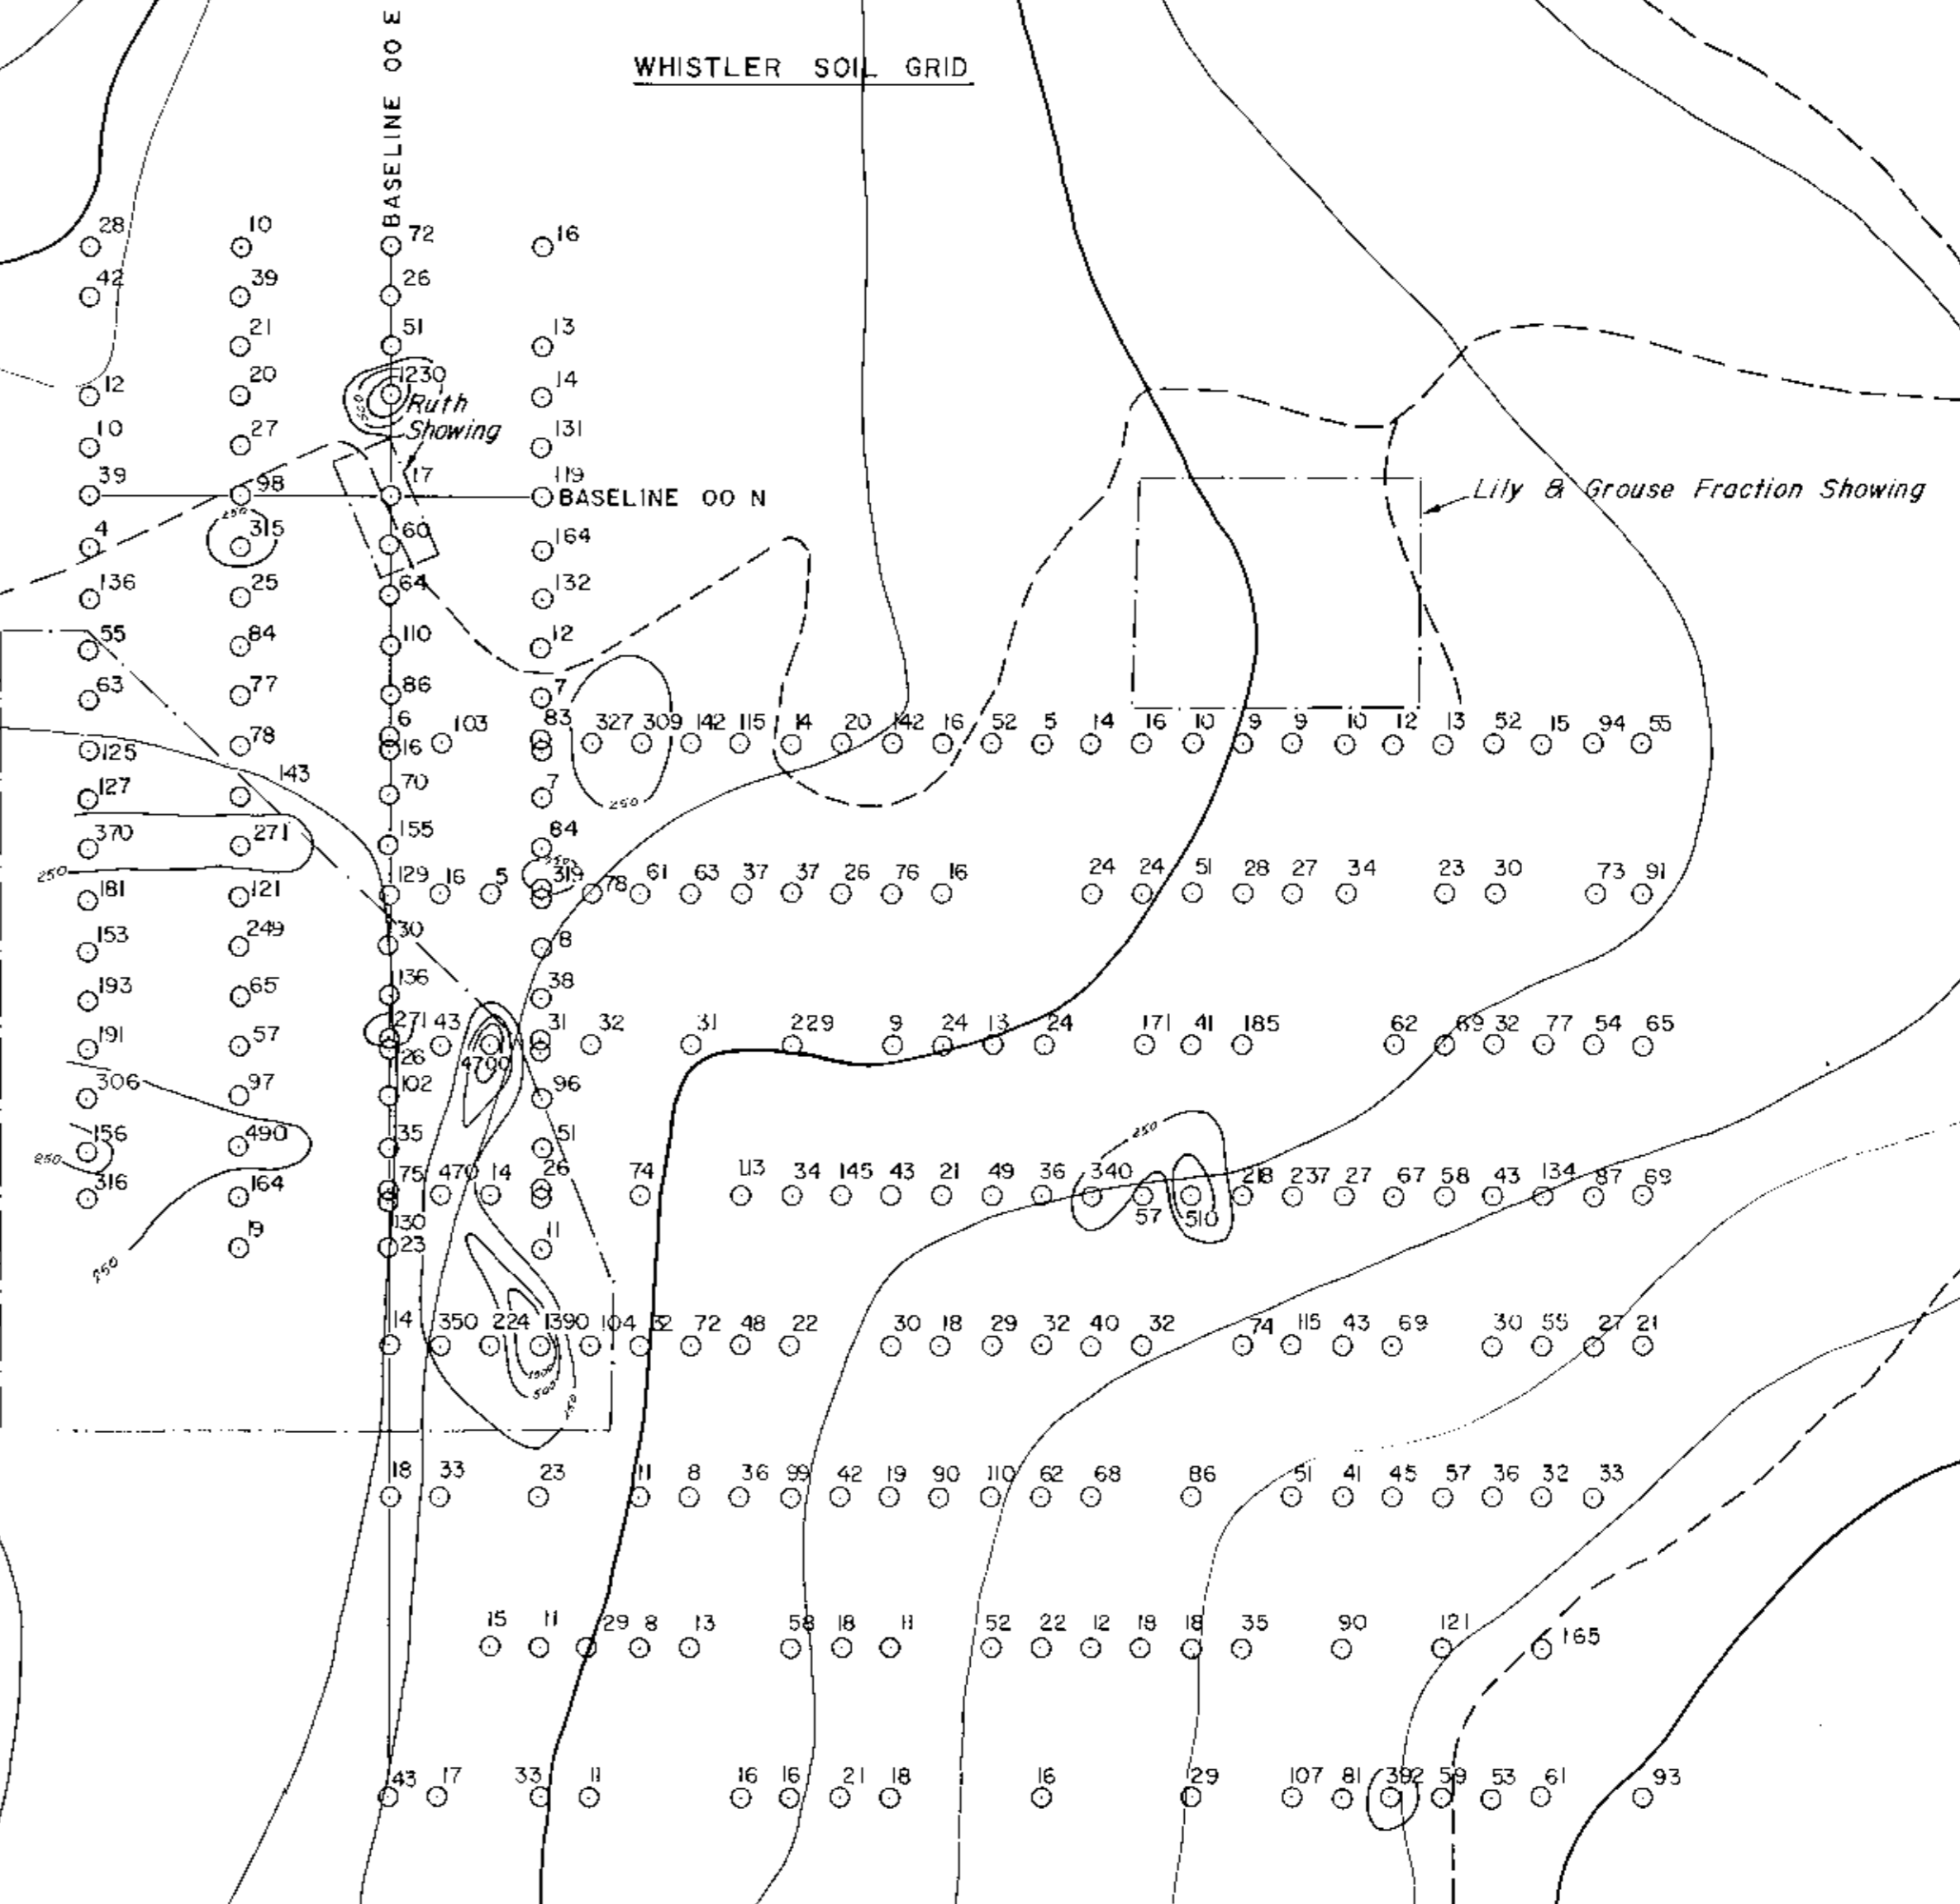 WHISTLER SOIL GRID
BASELINE 00 E
28 10 72 16
42 39 26
21 51 13
12 20 1230 14
500
Ruth
Showing
10 27 131
39 98 17 119
BASELINE 00 N
Lily & Grouse Fraction Showing
250
4 315 60 164
136 25 64 132
55 84 110 12
63 77 86 7
6 103 83 327 309 142 115 14 20 142 16 52 5 14 16 10 9 9 10 12 13 52 15 94 55
125 78 16
127 143 70 7
250
370 271 155 84
250
250
129 16 5 319 78 61 63 37 37 26 76 16 24 24 51 28 27 34 23 30 73 91
181 121
153 249 30 8
193 65 136 38
271 43 31 32 31 229 9 24 13 24 171 41 185 62 69 32 77 54 65
191 57 26 4700
306 97 102 96
156 490 35 51
250
250
75 470 14 26 74 113 34 145 43 21 49 36 340 57 510 218 237 27 67 58 43 134 87 69
316 164
130
19 23 11
250
14 350 224 1390 104 32 72 48 22 30 18 29 32 40 32 74 115 43 69 30 55 27 21
500
250
18 33 23 11 8 36 99 42 19 90 110 62 68 86 51 41 45 57 36 32 33
15 11 29 8 13 58 18 11 52 22 12 18 18 35 90 121 165
43 17 33 11 16 16 21 18 16 29 107 81 392 59 53 61 93